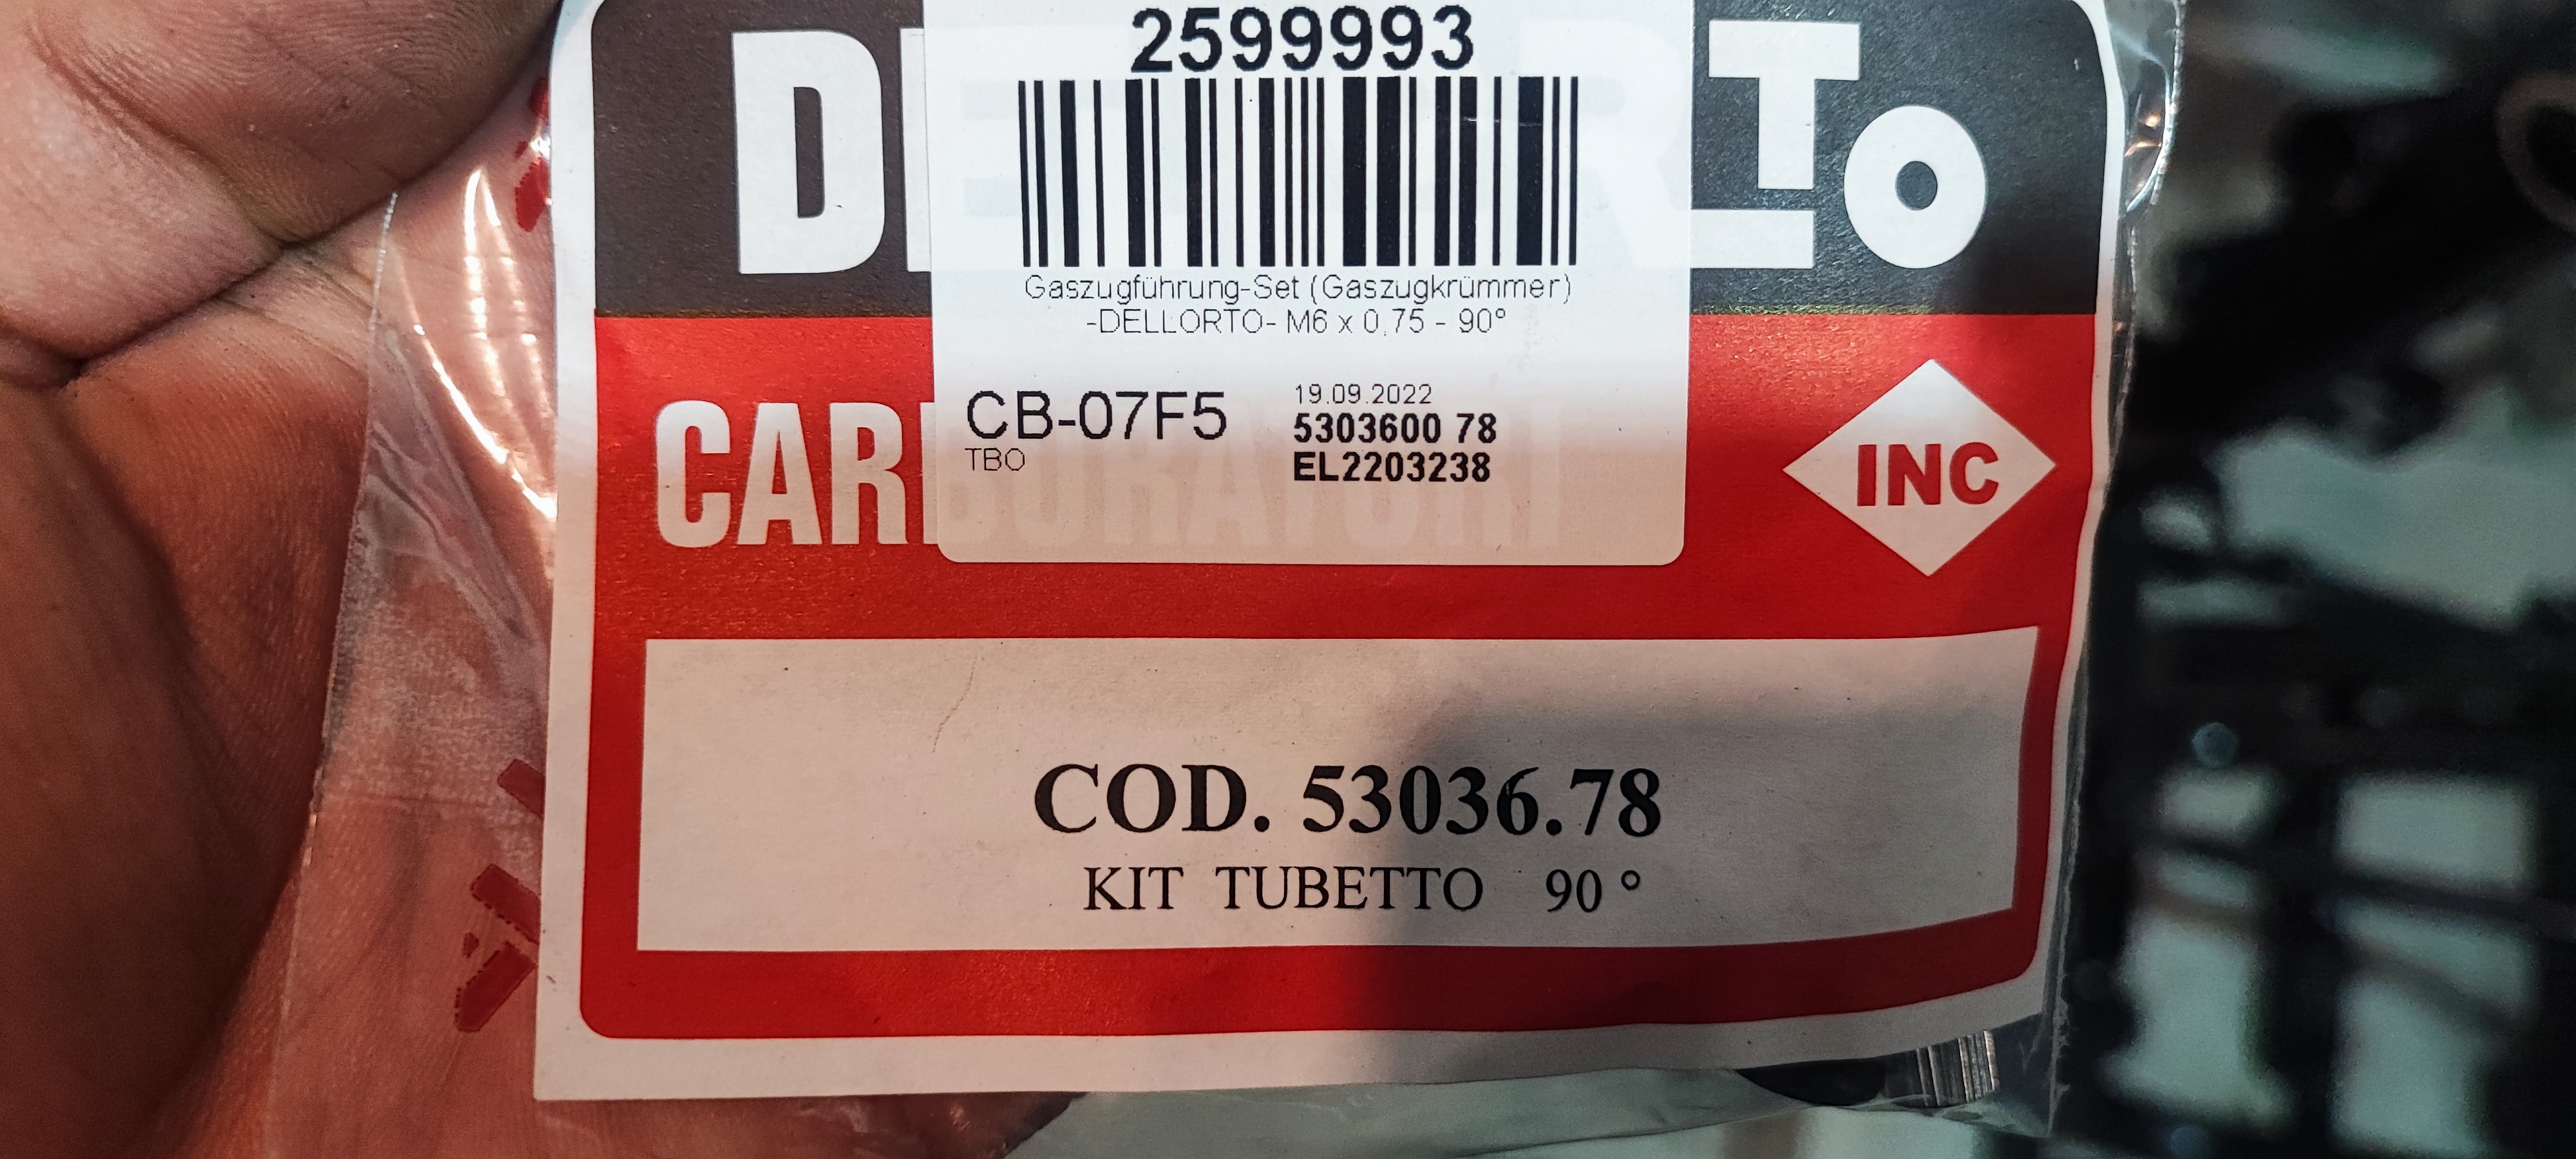 2599993
Gaszugführung-Set (Gaszugkrümmer)
-DELLORTO- M6 x 0,75 - 90°
CB-07F5
TBO
19.09.2022
5303600 78
EL2203238
CARBURATORI
INC
COD. 53036.78
KIT TUBETTO 90°